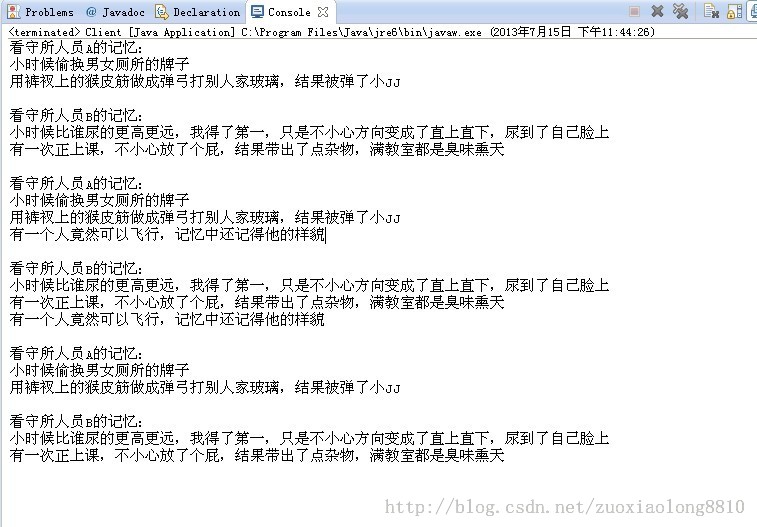 Problems @ Javadoc Declaration Console
<terminated> Client [Java Application] C:\Program Files\Java\jre6\bin\javaw.exe (2013年7月15日 下午11:44:26)
看守所人员A的记忆:
小时候偷换男女厕所的牌子
用裤衩上的猴皮筋做成弹弓打别人家玻璃，结果被弹了小JJ
看守所人员B的记忆:
小时候比谁尿的更高更远，我得了第一，只是不小心方向变成了直上直下，尿到了自己脸上
有一次正上课，不小心放了个屁，结果带出了点杂物，满教室都是臭味熏天
看守所人员A的记忆:
小时候偷换男女厕所的牌子
用裤衩上的猴皮筋做成弹弓打别人家玻璃，结果被弹了小JJ
有一个人竟然可以飞行，记忆中还记得他的样貌
看守所人员B的记忆:
小时候比谁尿的更高更远，我得了第一，只是不小心方向变成了直上直下，尿到了自己脸上
有一次正上课，不小心放了个屁，结果带出了点杂物，满教室都是臭味熏天
有一个人竟然可以飞行，记忆中还记得他的样貌
看守所人员A的记忆:
小时候偷换男女厕所的牌子
用裤衩上的猴皮筋做成弹弓打别人家玻璃，结果被弹了小JJ
看守所人员B的记忆:
小时候比谁尿的更高更远，我得了第一，只是不小心方向变成了直上直下，尿到了自己脸上
有一次正上课，不小心放了个屁，结果带出了点杂物，满教室都是臭味熏天
http://blog.csdn.net/zuoxiaolong8810